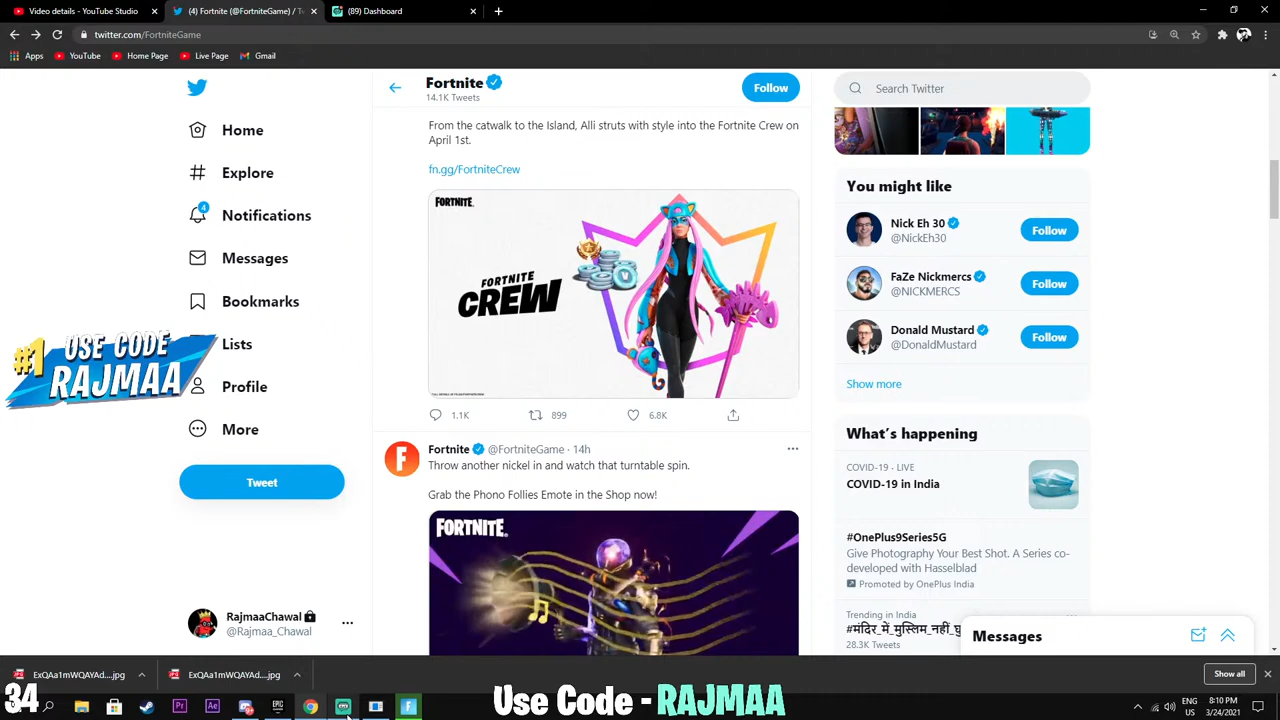 Video details - YouTube Studio
Fortnite (@FortniteGame) / T
(89) Dashboard
twitter.com/FortniteGame
Apps
YouTube
Home Page
Live Page
Gmail
Fortnite
14.1K Tweets
Follow
Search Twitter
Home
Explore
4
Notifications
Messages
Bookmarks
Lists
Profile
More
Tweet
#1 USE CODE
RAJMAA
From the catwalk to the Island, Alli struts with style into the Fortnite Crew on
April 1st.
fn.gg/FortniteCrew
FORTNITE
FORTNITE
CREW
1.1K
899
6.8K
Fortnite @FortniteGame · 14h
Throw another nickel in and watch that turntable spin.
Grab the Phono Follies Emote in the Shop now!
FORTNITE
You might like
Nick Eh 30
@NickEh30
Follow
FaZe Nickmercs
@NICKMERCS
Follow
Donald Mustard
@DonaldMustard
Follow
Show more
What's happening
COVID-19 · LIVE
COVID-19 in India
#OnePlus9Series5G
Give Photography Your Best Shot. A Series co-
developed with Hasselblad
Promoted by OnePlus India
Trending in India
#मंदिर_में_मुस्लिम_नहीं_घु
28.3K Tweets
Messages
RajmaaChawal
@Rajmaa_Chawal
ExQAa1mWQAYAd....jpg
ExQAa1mWQAYAd....jpg
Show all
34
Pr
Ae
EPIC
Use Code - RAJMAA
ENG
US
8:10 PM
3/24/2021